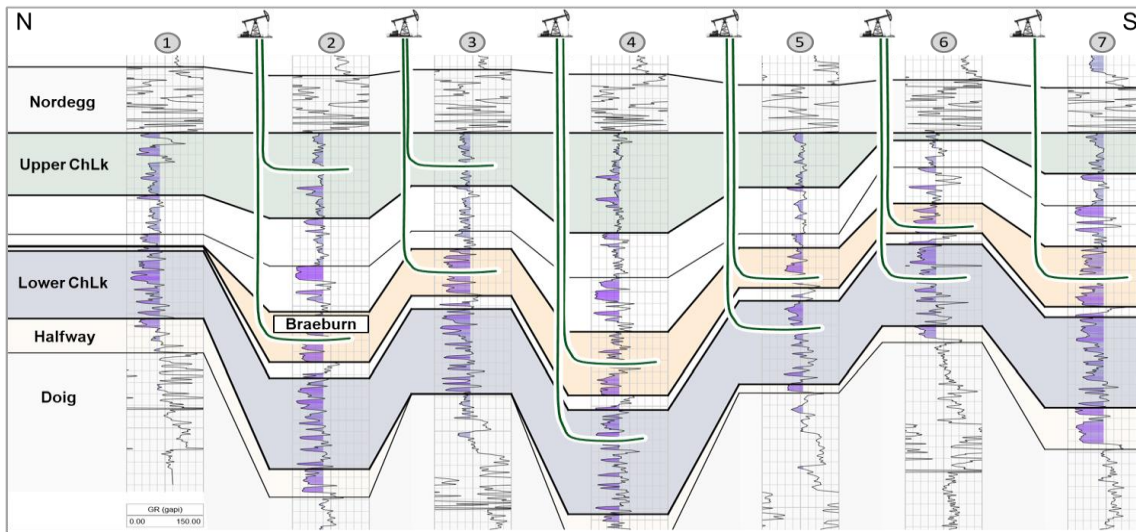 N
S
1
2
3
4
5
6
7
Nordegg
Upper ChLk
Lower ChLk
Braeburn
Halfway
Doig
GR (gapi)
0.00 150.00